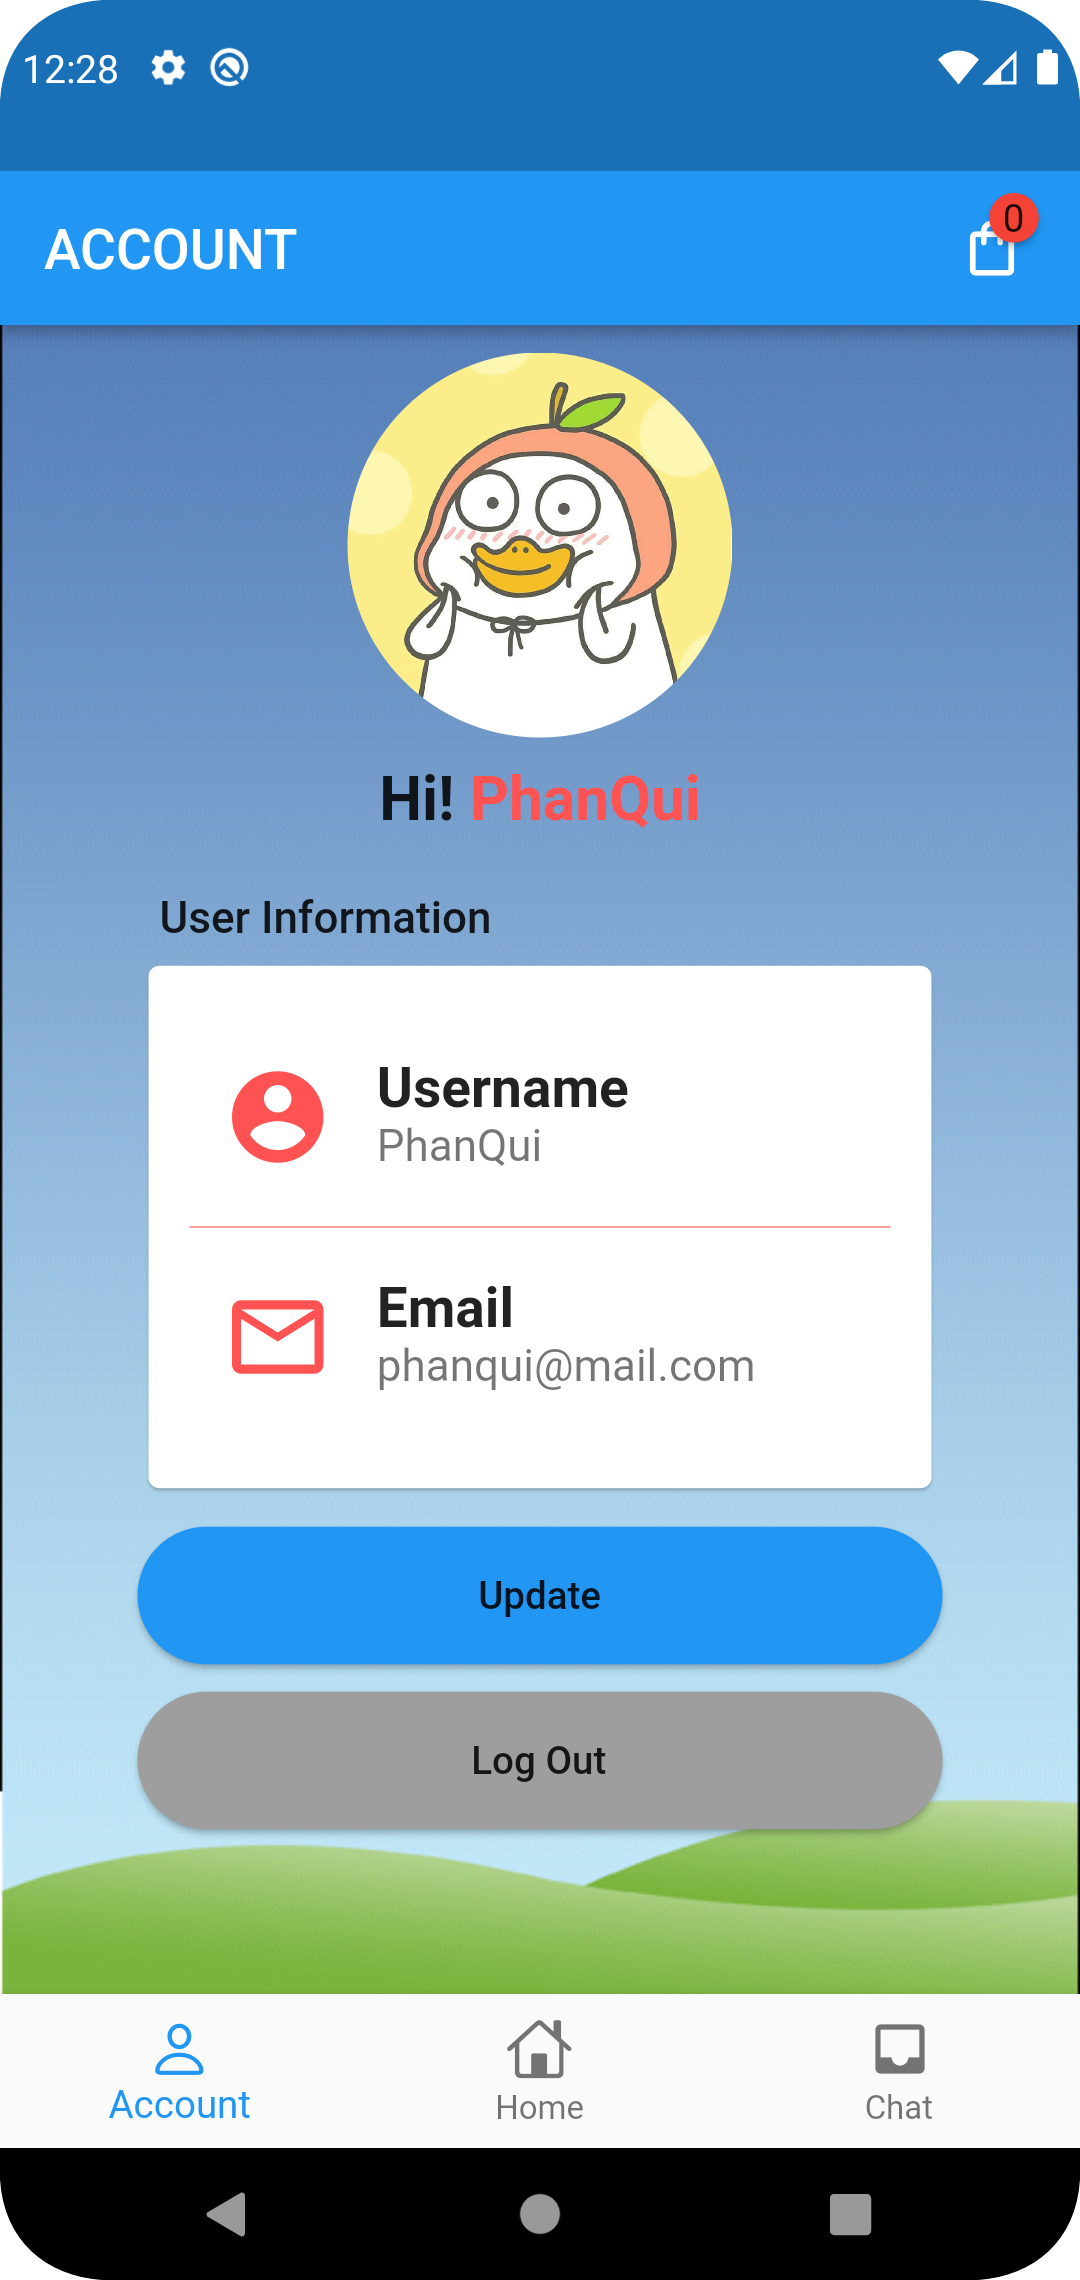 12:28
ACCOUNT
0
Hi! PhanQui
User Information
Username
PhanQui
Email
phanqui@mail.com
Update
Log Out
Account
Home
Chat